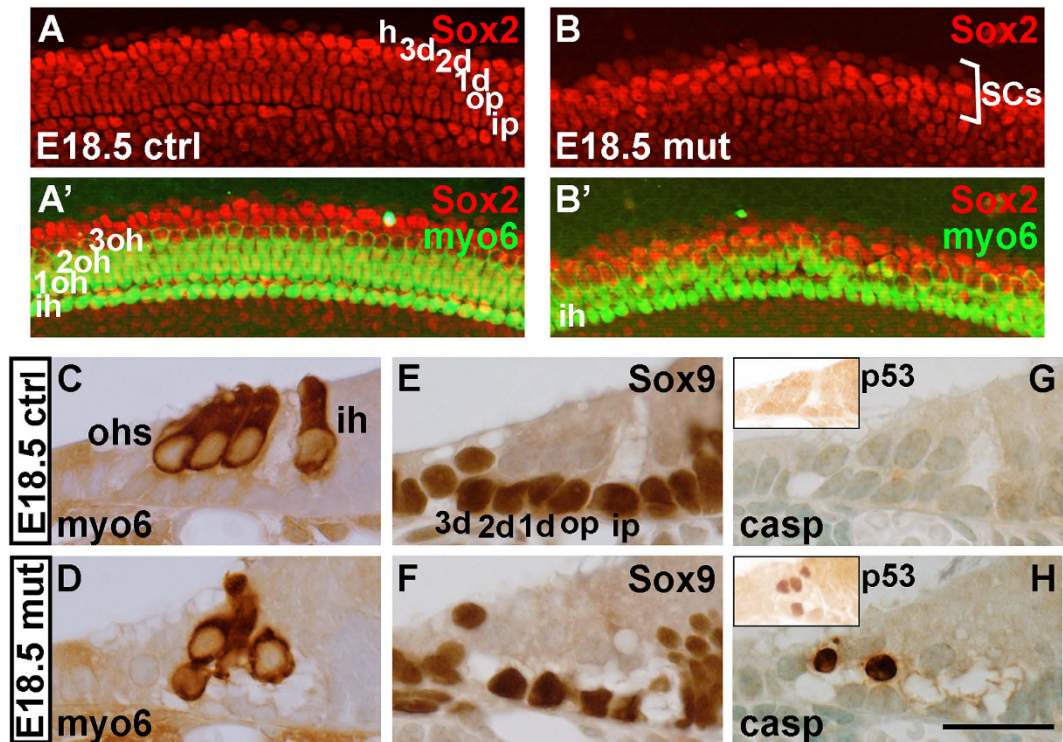 A
h Sox2
3d
2d
1d
op
ip
E18.5 ctrl
B
Sox2
SCs
E18.5 mut
A’
Sox2
myo6
3oh
2oh
1oh
ih
B’
Sox2
myo6
ih
E18.5 ctrl
C
ohs
ih
myo6
E
Sox9
3d 2d 1d op ip
p53
G
casp
E18.5 mut
D
myo6
F
Sox9
p53
H
casp